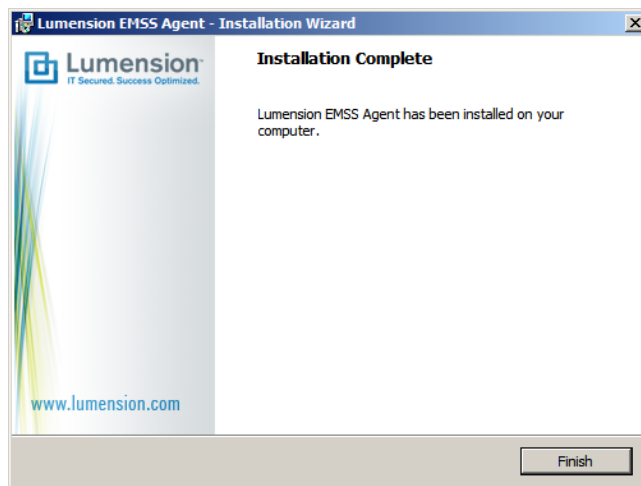 Lumension EMSS Agent - Installation Wizard
Lumension™
IT Secured. Success Optimized.
Installation Complete
Lumension EMSS Agent has been installed on your
computer.
www.lumension.com
Finish